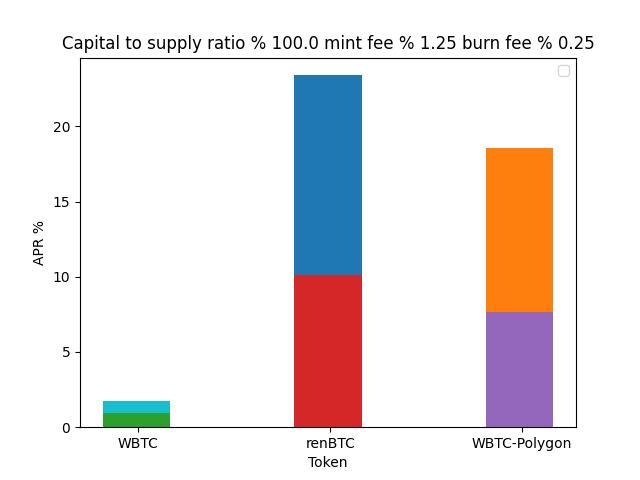 Capital to supply ratio % 100.0 mint fee % 1.25 burn fee % 0.25
20
15
10
5
0
APR %
WBTC renBTC WBTC-Polygon
Token